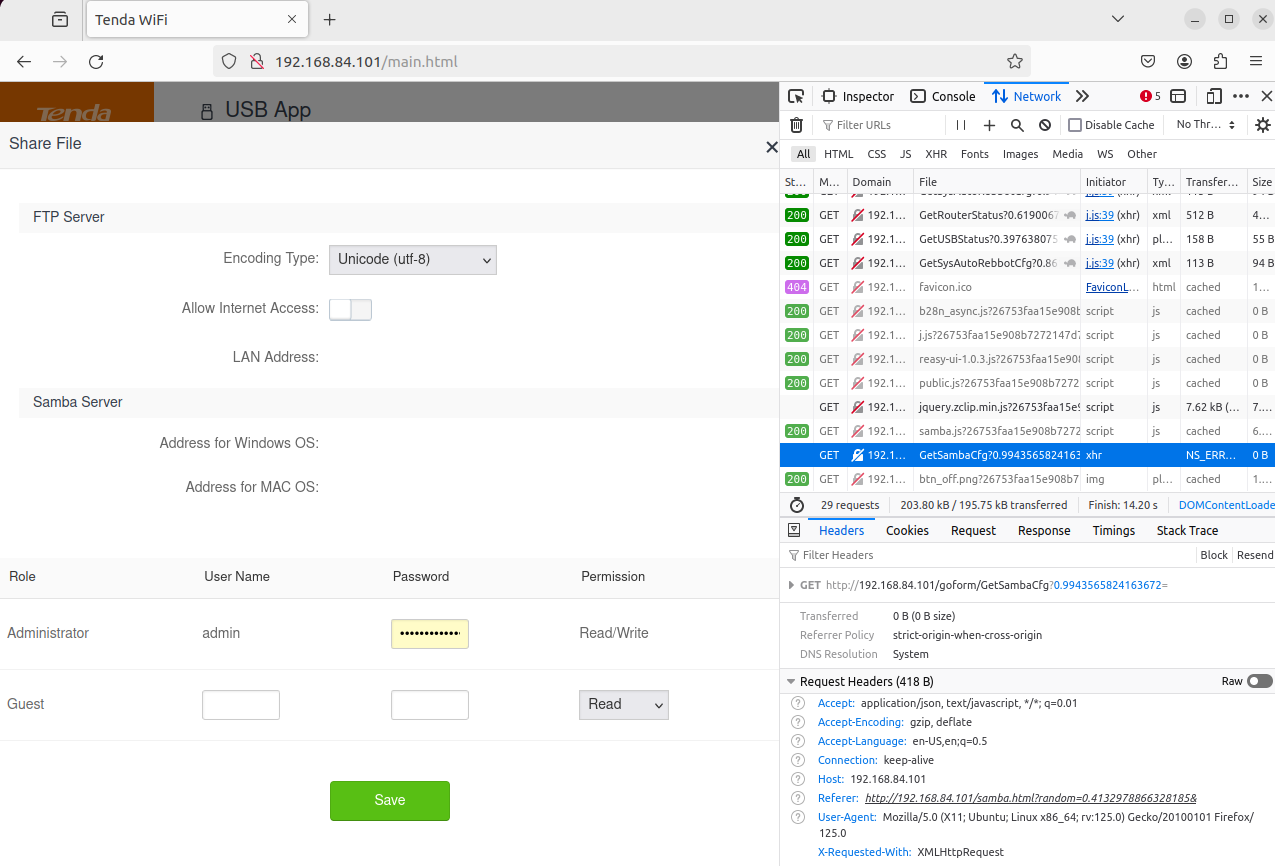 Tenda WiFi
192.168.84.101/main.html
Tenda
USB App
Share File
FTP Server
Encoding Type: Unicode (utf-8)
Allow Internet Access:
LAN Address:
Samba Server
Address for Windows OS:
Address for MAC OS:
Role User Name Password Permission
Administrator admin •••••••••••• Read/Write
Guest Read
Save
Inspector Console Network 5
Filter URLs Disable Cache No Thr…
All HTML CSS JS XHR Fonts Images Media WS Other
St… M… Domain File Initiator Ty… Transfer… Size
200 GET 192.1… GetRouterStatus?0.6190067 j.js:39 (xhr) xml 512 B 4…
200 GET 192.1… GetUSBStatus?0.397638075 j.js:39 (xhr) pl… 158 B 55 B
200 GET 192.1… GetSysAutoRebbotCfg?0.86 j.js:39 (xhr) xml 113 B 94 B
404 GET 192.1… favicon.ico FaviconL… html cached 1…
200 GET 192.1… b28n_async.js?26753faa15e908b script js cached 0 B
200 GET 192.1… j.js?26753faa15e908b7272147d7 script js cached 0 B
200 GET 192.1… reasy-ui-1.0.3.js?26753faa15e908 script js cached 0 B
200 GET 192.1… public.js?26753faa15e908b7272 script js cached 0 B
GET 192.1… jquery.zclip.min.js?26753faa15e9 script js 7.62 kB (… 7…
200 GET 192.1… samba.js?26753faa15e908b7272 script js cached 6…
GET 192.1… GetSambaCfg?0.9943565824163 xhr NS_ERR… 0 B
200 GET 192.1… btn_off.png?26753faa15e908b7 img pl… cached 1…
29 requests 203.80 kB / 195.75 kB transferred Finish: 14.20 s DOMContentLoade
Headers Cookies Request Response Timings Stack Trace
Filter Headers Block Resend
GET http://192.168.84.101/goform/GetSambaCfg?0.9943565824163672=
Transferred 0 B (0 B size)
Referrer Policy strict-origin-when-cross-origin
DNS Resolution System
Request Headers (418 B) Raw
Accept: application/json, text/javascript, */*; q=0.01
Accept-Encoding: gzip, deflate
Accept-Language: en-US,en;q=0.5
Connection: keep-alive
Host: 192.168.84.101
Referer: http://192.168.84.101/samba.html?random=0.4132978866328185&
User-Agent: Mozilla/5.0 (X11; Ubuntu; Linux x86_64; rv:125.0) Gecko/20100101 Firefox/
125.0
X-Requested-With: XMLHttpRequest